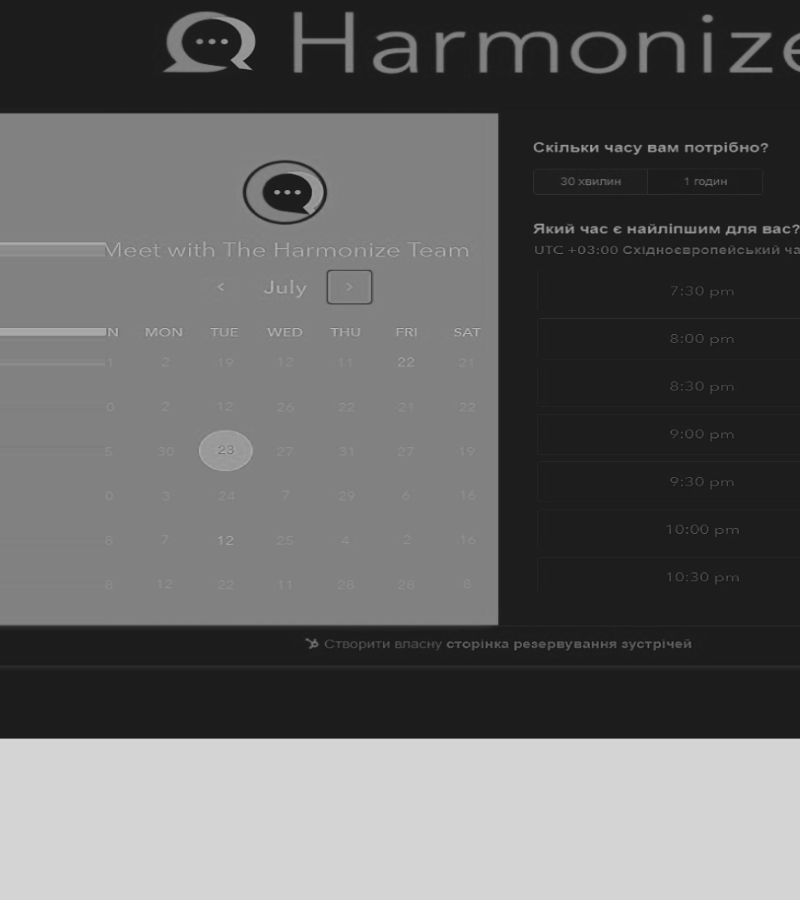 Harmonize
Meet with The Harmonize Team
< July >
N MON TUE WED THU FRI SAT
1 2 19 12 11 22 21
0 2 12 26 22 21 22
5 30 23 27 31 27 19
0 3 24 7 29 6 16
8 7 12 25 4 2 16
8 12 22 11 28 28 8
Скільки часу вам потрібно?
30 хвилин 1 годин
Який час є найліпшим для вас?
UTC +03:00 Східноєвропейський ча
7:30 pm
8:00 pm
8:30 pm
9:00 pm
9:30 pm
10:00 pm
10:30 pm
Створити власну сторінка резервування зустрічей